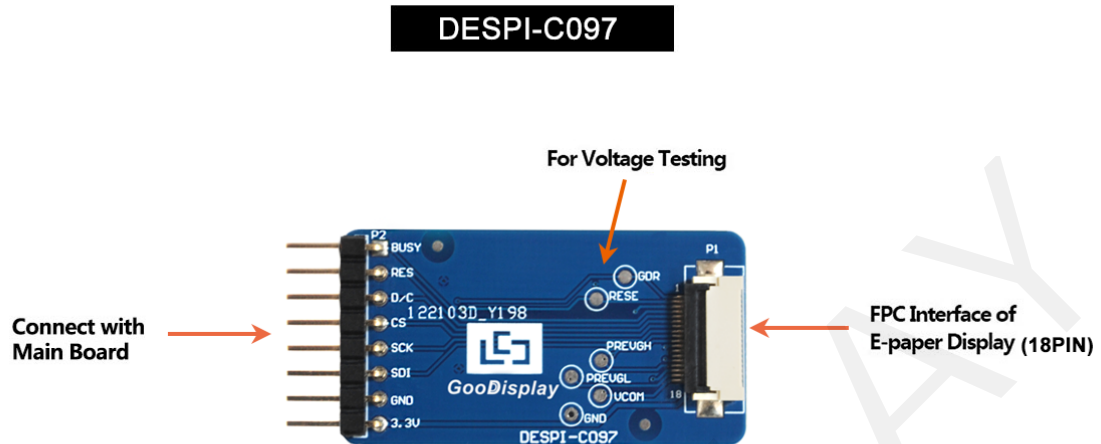 DESPI-C097
For Voltage Testing
P2
BUSY
RES
D/C
CS
SCK
SDI
GND
3.3V
122103D_Y198
GDR
RESE
PREVGH
PREVGL
VCOM
GND
GooDisplay
DESPI-C097
P1
1
18
Connect with
Main Board
FPC Interface of
E-paper Display (18PIN)
AY